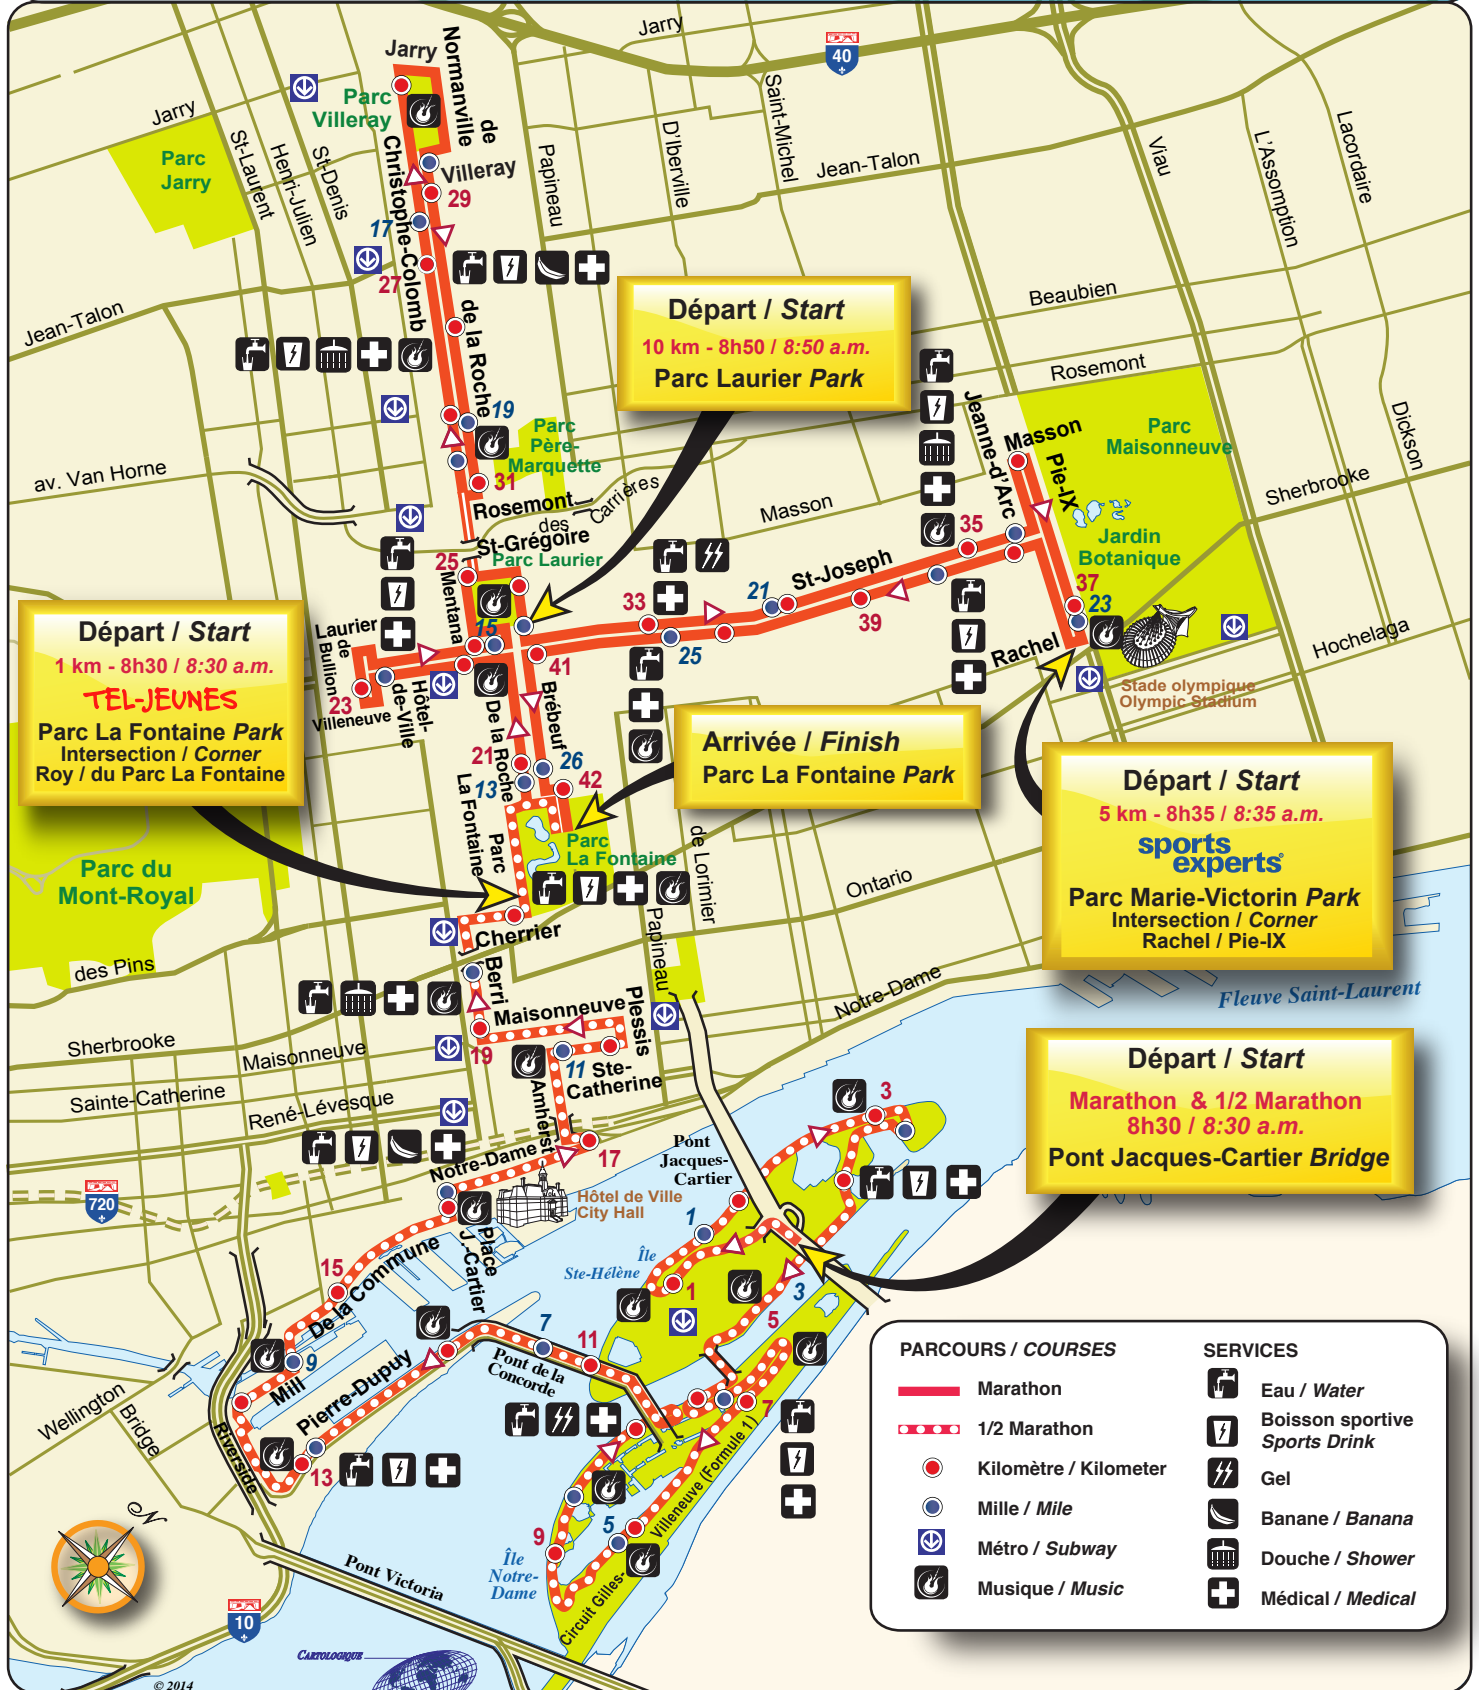 Jarry
Jarry
40
Normanville
de
Villeray
Parc
Villeray
Jarry
Parc
Jarry
St-Laurent
Henri-Julien
St-Denis
Christophe-Colomb
Papineau
D'Iberville
Saint-Michel
Jean-Talon
Viau
L'Assomption
Lacordaire
29
17
27
Jean-Talon
de la Roche
Départ / Start
10 km - 8h50 / 8:50 a.m.
Parc Laurier Park
Beaubien
Rosemont
Dickson
19
Parc
Père-
Marquette
av. Van Horne
31
Rosemont
des
Carrières
Masson
Jeanne-d'Arc
Masson
Pie-IX
Parc
Maisonneuve
Sherbrooke
St-Grégoire
Parc Laurier
25
Mentana
35
Jardin
Botanique
St-Joseph
21
33
37
23
39
15
Laurier
de
Bullion
25
41
Rachel
Hochelaga
Stade olympique
Olympic Stadium
Départ / Start
1 km - 8h30 / 8:30 a.m.
TEL-JEUNES
Parc La Fontaine Park
Intersection / Corner
Roy / du Parc La Fontaine
23
Villeneuve
Hôtel-
de-Ville
De la Roche
Brébeuf
21
13
26
42
Arrivée / Finish
Parc La Fontaine Park
Départ / Start
5 km - 8h35 / 8:35 a.m.
sports
experts
Parc Marie-Victorin Park
Intersection / Corner
Rachel / Pie-IX
Parc
La Fontaine
Parc
La Fontaine
de Lorimier
Ontario
Parc du
Mont-Royal
Cherrier
Papineau
des Pins
Berri
Notre-Dame
Fleuve Saint-Laurent
Maisonneuve
Plessis
Sherbrooke
Maisonneuve
19
11
Ste-
Catherine
Sainte-Catherine
René-Lévesque
Amherst
Départ / Start
Marathon & 1/2 Marathon
8h30 / 8:30 a.m.
Pont Jacques-Cartier Bridge
3
17
Pont
Jacques-
Cartier
Notre-Dame
720
Hôtel de Ville
City Hall
Place
J.-Cartier
1
Île
Ste-Hélène
1
3
15
De la Commune
5
7
11
9
Pont de la
Concorde
Mill
Pierre-Dupuy
7
Wellington
Bridge
Riverside
13
9
5
Île
Notre-
Dame
Circuit Gilles-
Villeneuve (Formule 1)
Pont Victoria
N
10
CARTOLOGIQUE
© 2014
PARCOURS / COURSES
Marathon
1/2 Marathon
Kilomètre / Kilometer
Mille / Mile
Métro / Subway
Musique / Music
SERVICES
Eau / Water
Boisson sportive
Sports Drink
Gel
Banane / Banana
Douche / Shower
Médical / Medical